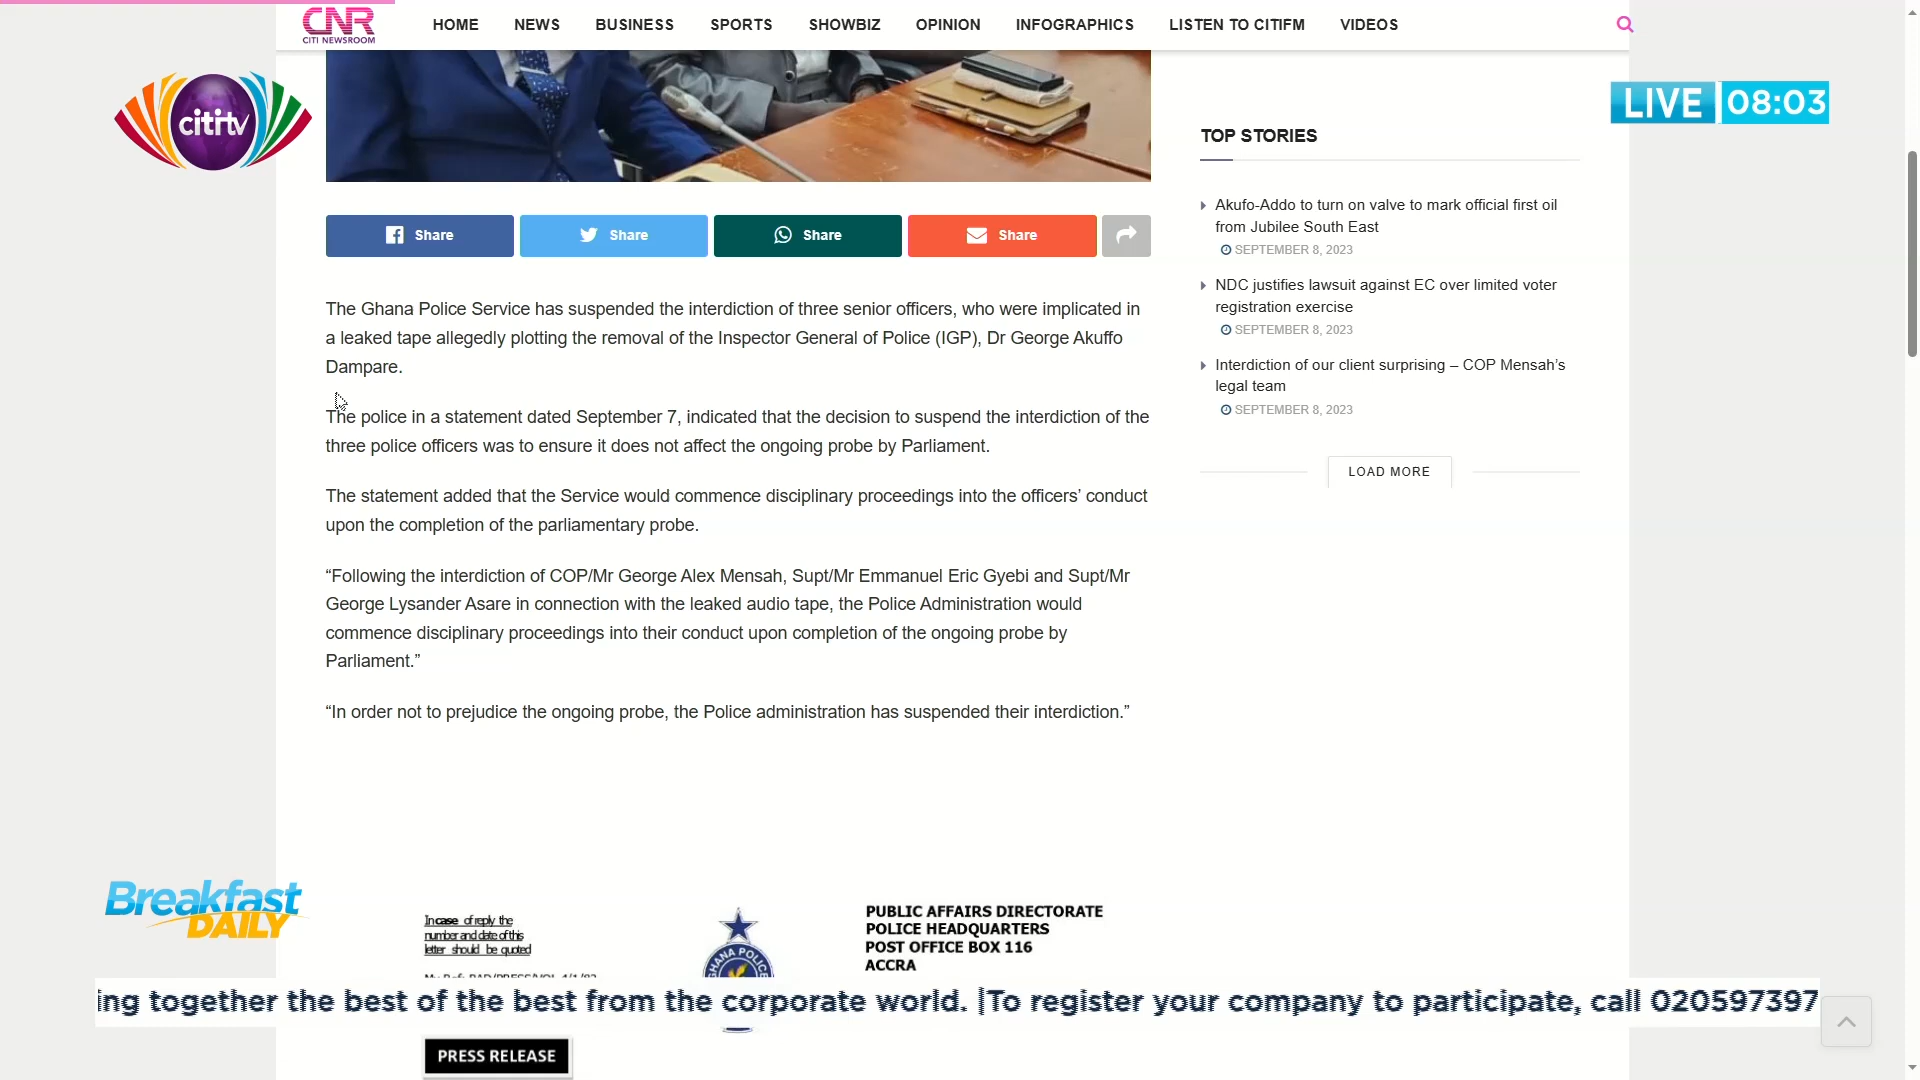 CNR
CITI NEWSROOM
HOME NEWS BUSINESS SPORTS SHOWBIZ OPINION INFOGRAPHICS LISTEN TO CITIFM VIDEOS
citi tv
LIVE 08:03
Share Share Share Share
The Ghana Police Service has suspended the interdiction of three senior officers, who were implicated in
a leaked tape allegedly plotting the removal of the Inspector General of Police (IGP), Dr George Akuffo
Dampare.
The police in a statement dated September 7, indicated that the decision to suspend the interdiction of the
three police officers was to ensure it does not affect the ongoing probe by Parliament.
The statement added that the Service would commence disciplinary proceedings into the officers’ conduct
upon the completion of the parliamentary probe.
“Following the interdiction of COP/Mr George Alex Mensah, Supt/Mr Emmanuel Eric Gyebi and Supt/Mr
George Lysander Asare in connection with the leaked audio tape, the Police Administration would
commence disciplinary proceedings into their conduct upon completion of the ongoing probe by
Parliament.”
“In order not to prejudice the ongoing probe, the Police administration has suspended their interdiction.”
TOP STORIES
Akufo-Addo to turn on valve to mark official first oil
from Jubilee South East
SEPTEMBER 8, 2023
NDC justifies lawsuit against EC over limited voter
registration exercise
SEPTEMBER 8, 2023
Interdiction of our client surprising – COP Mensah’s
legal team
SEPTEMBER 8, 2023
LOAD MORE
Breakfast
DAILY
In case of reply the
number and date of this
letter should be quoted
GHANA POLICE
PUBLIC AFFAIRS DIRECTORATE
POLICE HEADQUARTERS
POST OFFICE BOX 116
ACCRA
ing together the best of the best from the corporate world. |To register your company to participate, call 020597397
PRESS RELEASE